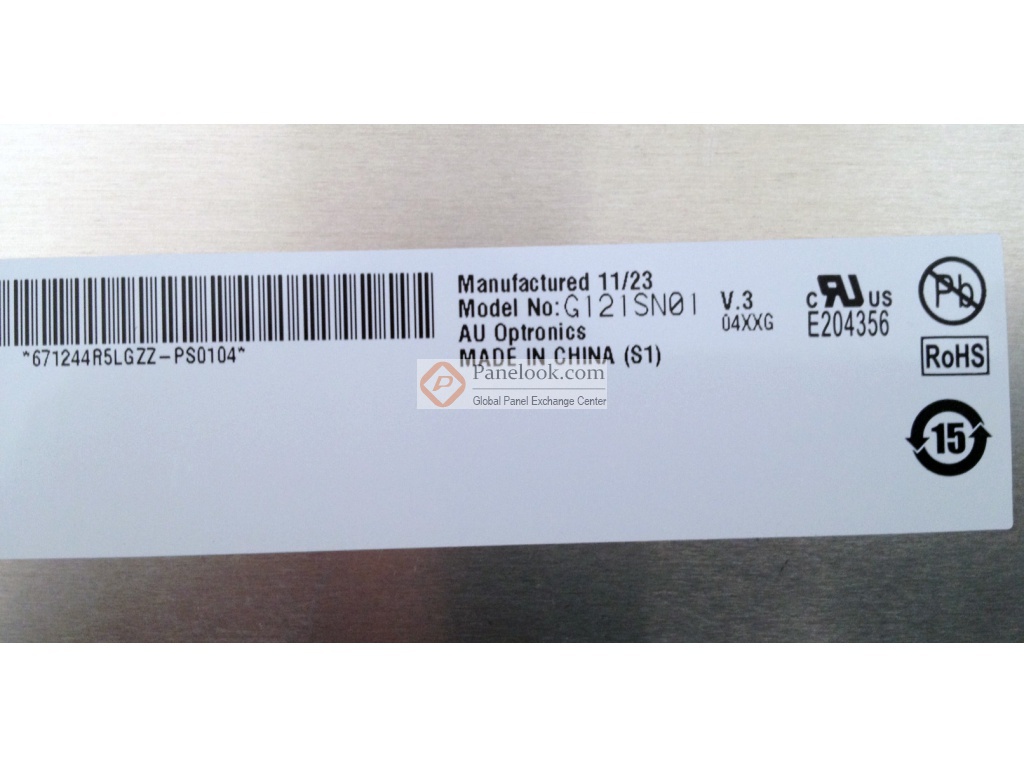 *671244R5LGZZ-PS0104*
Manufactured 11/23
Model No: G121SN01 V.3
04XXG
AU Optronics
MADE IN CHINA (S1)
Panelook.com
Global Panel Exchange Center
c RU US
E204356
Pb
RoHS
15